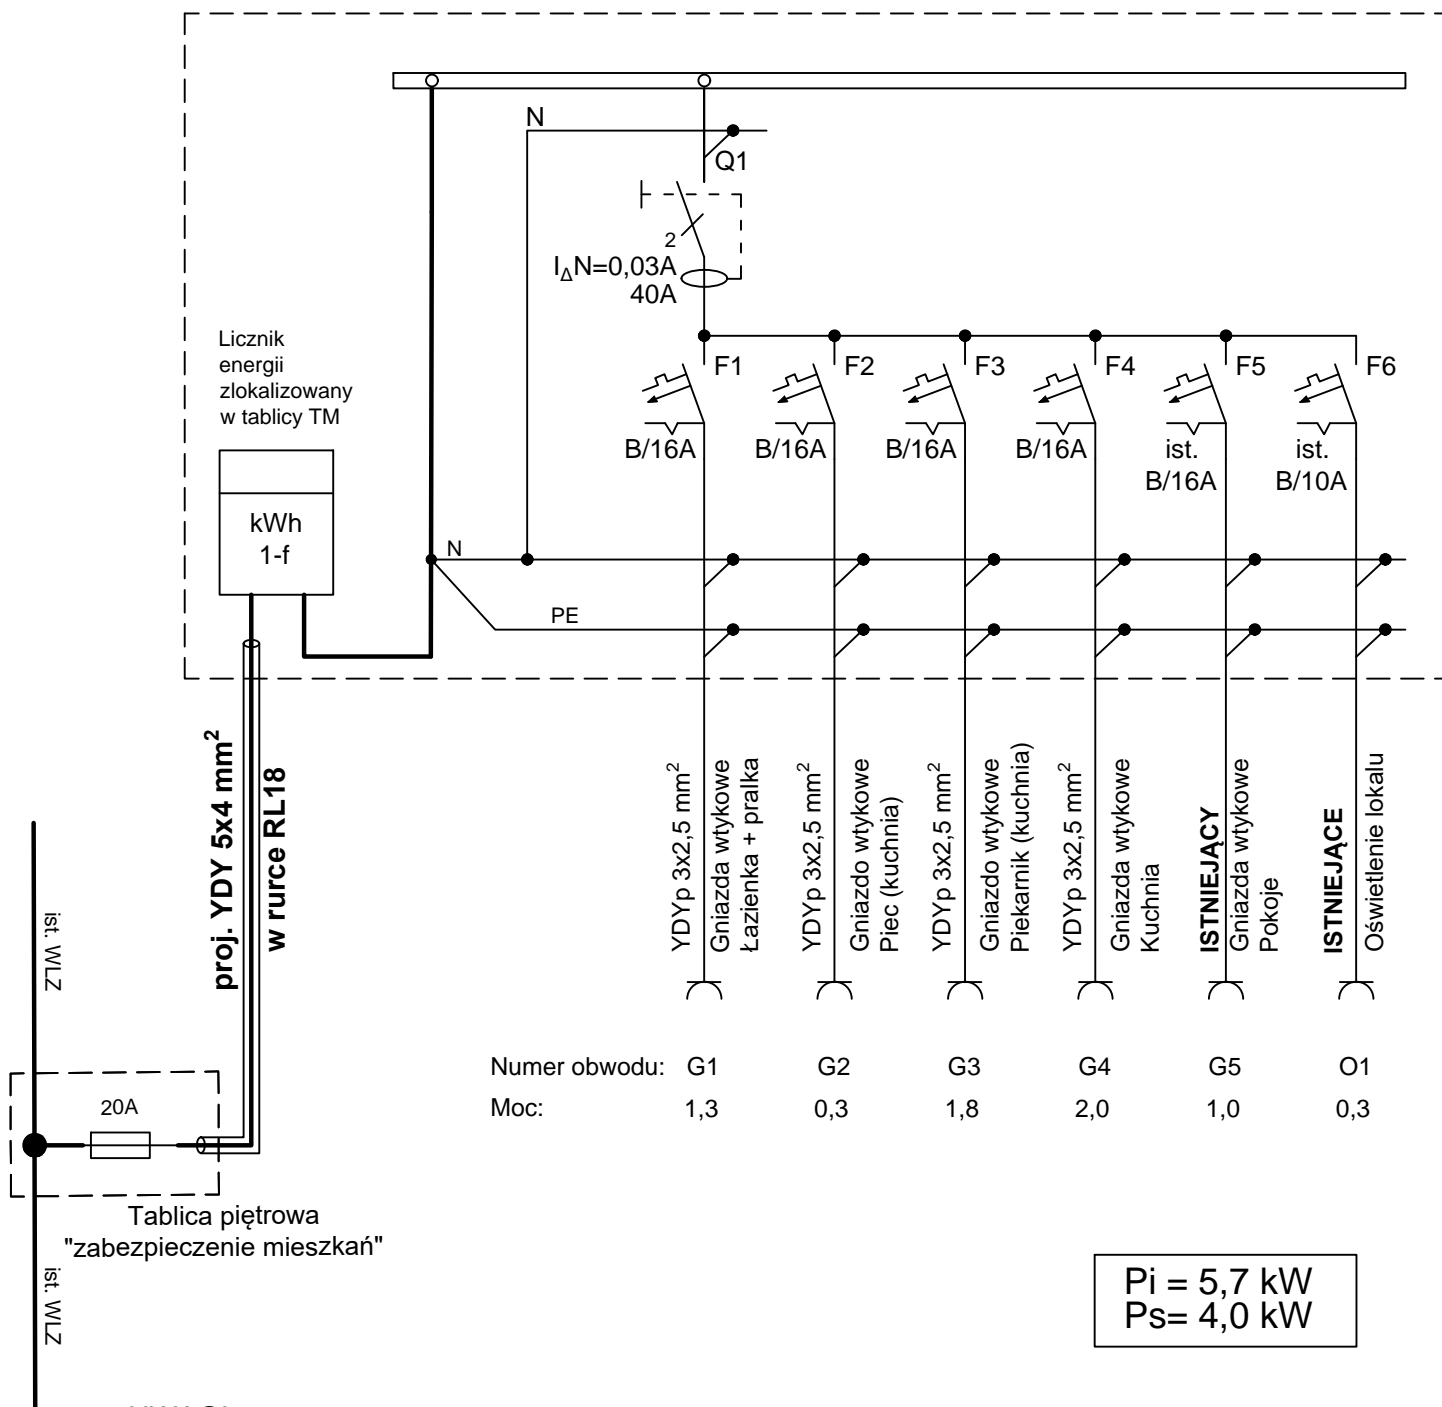 N
Q1
2
I∆N=0,03A
40A
Licznik
energii
zlokalizowany
w tablicy TM
kWh
1-f
F1
F2
F3
F4
F5
F6
B/16A
B/16A
B/16A
B/16A
ist.
B/16A
ist.
B/10A
N
PE
proj. YDY 5x4 mm²
w rurce RL18
YDYp 3x2,5 mm²
Gniazda wtykowe
Łazienka + pralka
YDYp 3x2,5 mm²
Gniazdo wtykowe
Piec (kuchnia)
YDYp 3x2,5 mm²
Gniazdo wtykowe
Piekarnik (kuchnia)
YDYp 3x2,5 mm²
Gniazda wtykowe
Kuchnia
ISTNIEJĄCY
Gniazda wtykowe
Pokoje
ISTNIEJĄCE
Oświetlenie lokalu
ist. WLZ
Numer obwodu: G1 G2 G3 G4 G5 O1
Moc: 1,3 0,3 1,8 2,0 1,0 0,3
20A
Tablica piętrowa
"zabezpieczenie mieszkań"
ist. WLZ
Pi = 5,7 kW
Ps= 4,0 kW